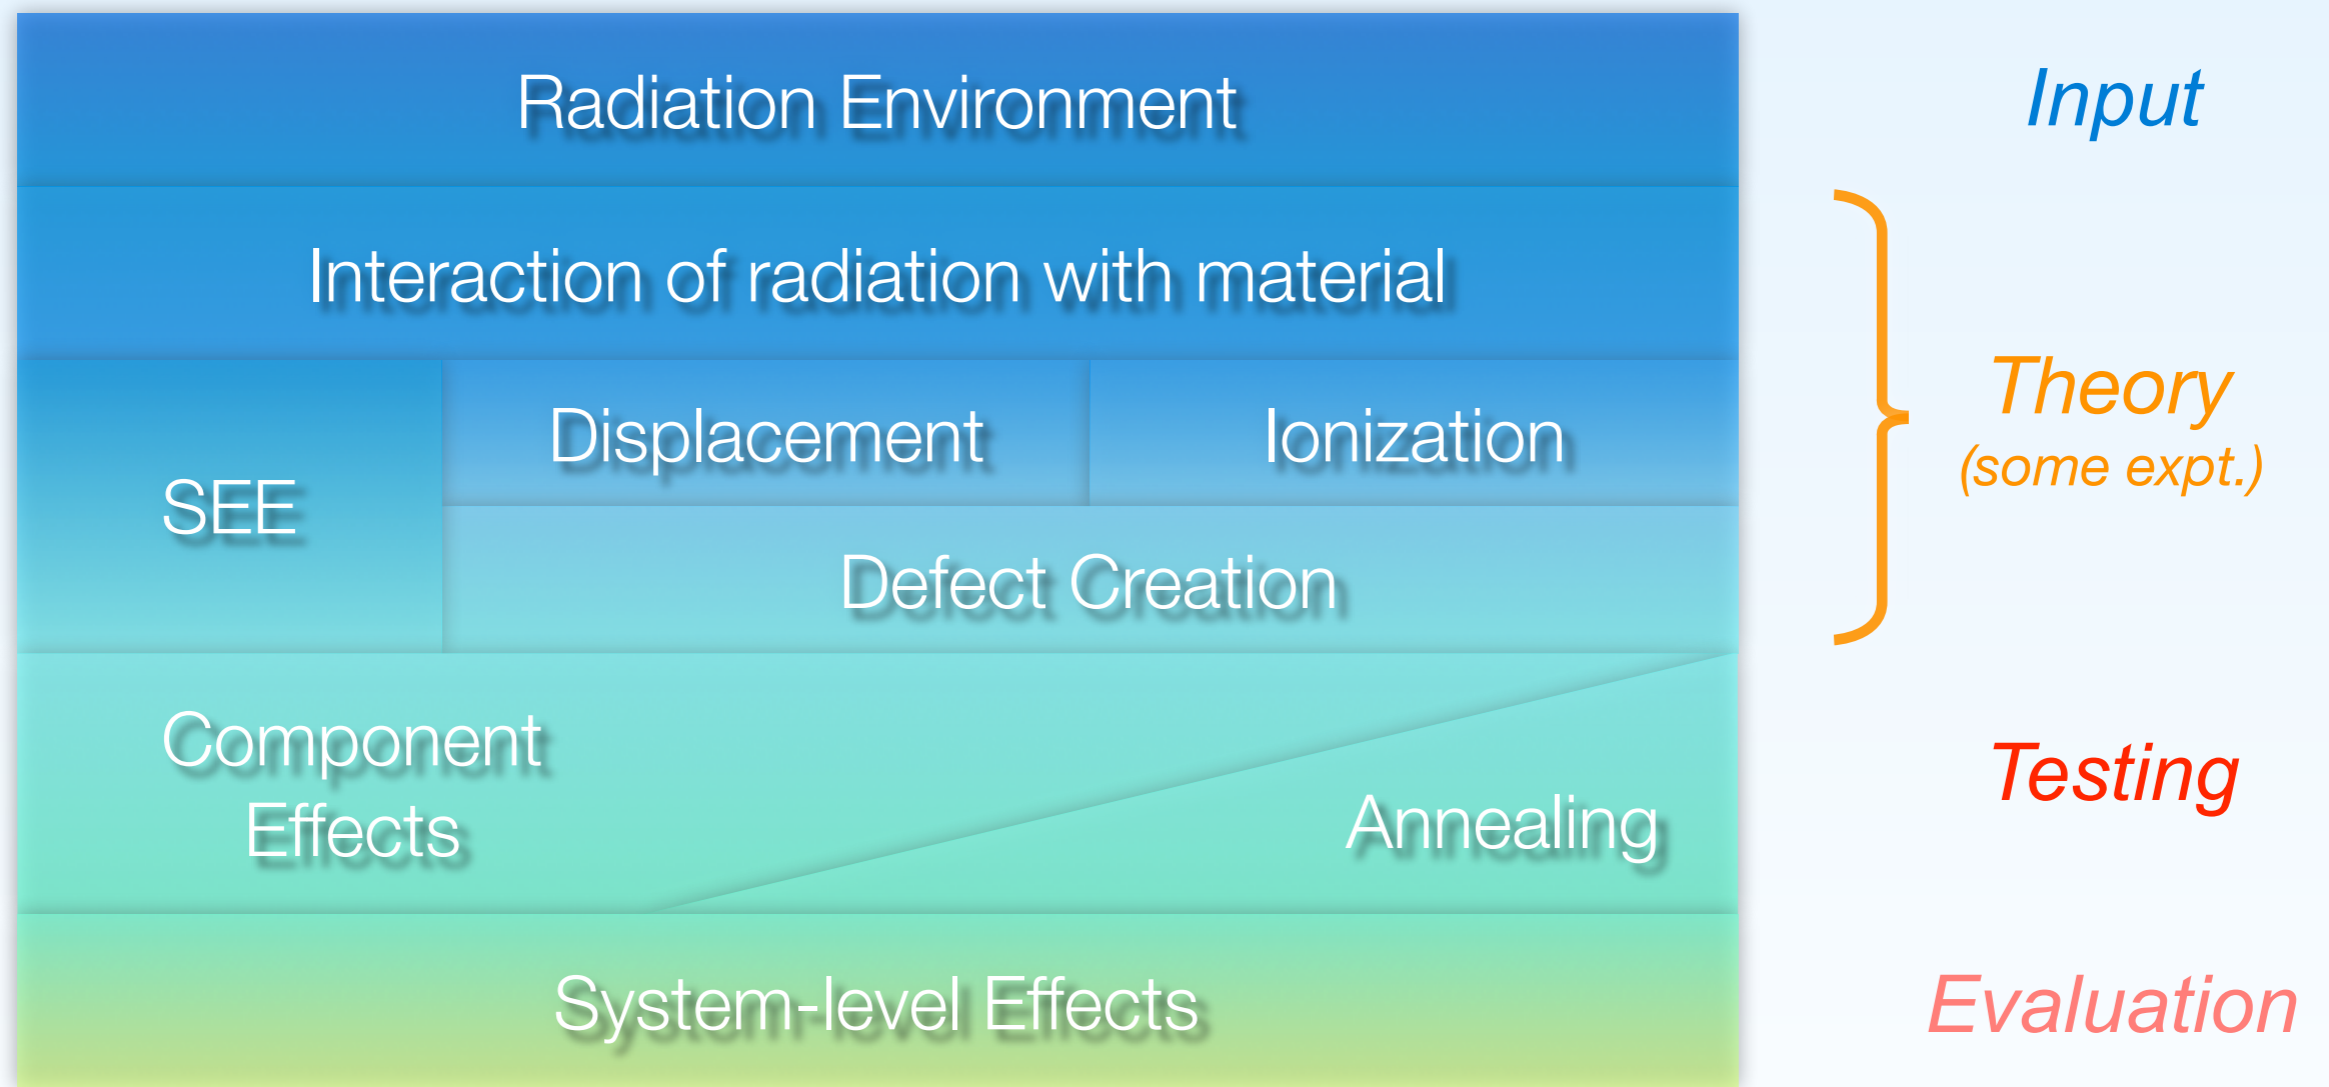 Radiation Environment
Input
Interaction of radiation with material
SEE
Displacement
Ionization
Defect Creation
Theory
(some expt.)
Component
Effects
Annealing
Testing
System-level Effects
Evaluation